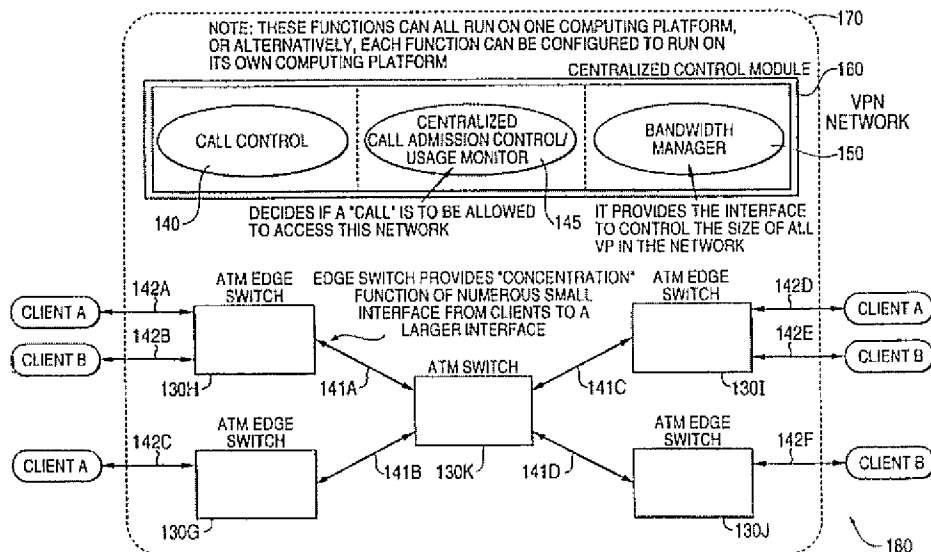 NOTE: THESE FUNCTIONS CAN ALL RUN ON ONE COMPUTING PLATFORM,
OR ALTERNATIVELY, EACH FUNCTION CAN BE CONFIGURED TO RUN ON
ITS OWN COMPUTING PLATFORM
170
CENTRALIZED CONTROL MODULE
160
VPN
NETWORK
CALL CONTROL
CENTRALIZED
CALL ADMISSION CONTROL/
USAGE MONITOR
BANDWIDTH
MANAGER
150
140
DECIDES IF A "CALL" IS TO BE ALLOWED
TO ACCESS THIS NETWORK
145
IT PROVIDES THE INTERFACE
TO CONTROL THE SIZE OF ALL
VP IN THE NETWORK
EDGE SWITCH PROVIDES "CONCENTRATION"
FUNCTION OF NUMEROUS SMALL
INTERFACE FROM CLIENTS TO A
LARGER INTERFACE
CLIENT A
142A
ATM EDGE
SWITCH
CLIENT B
142B
130H
141A
ATM EDGE
SWITCH
142D
CLIENT A
142E
CLIENT B
130I
141C
ATM SWITCH
130K
CLIENT A
142C
ATM EDGE
SWITCH
130G
141B
141D
ATM EDGE
SWITCH
130J
142F
CLIENT B
180